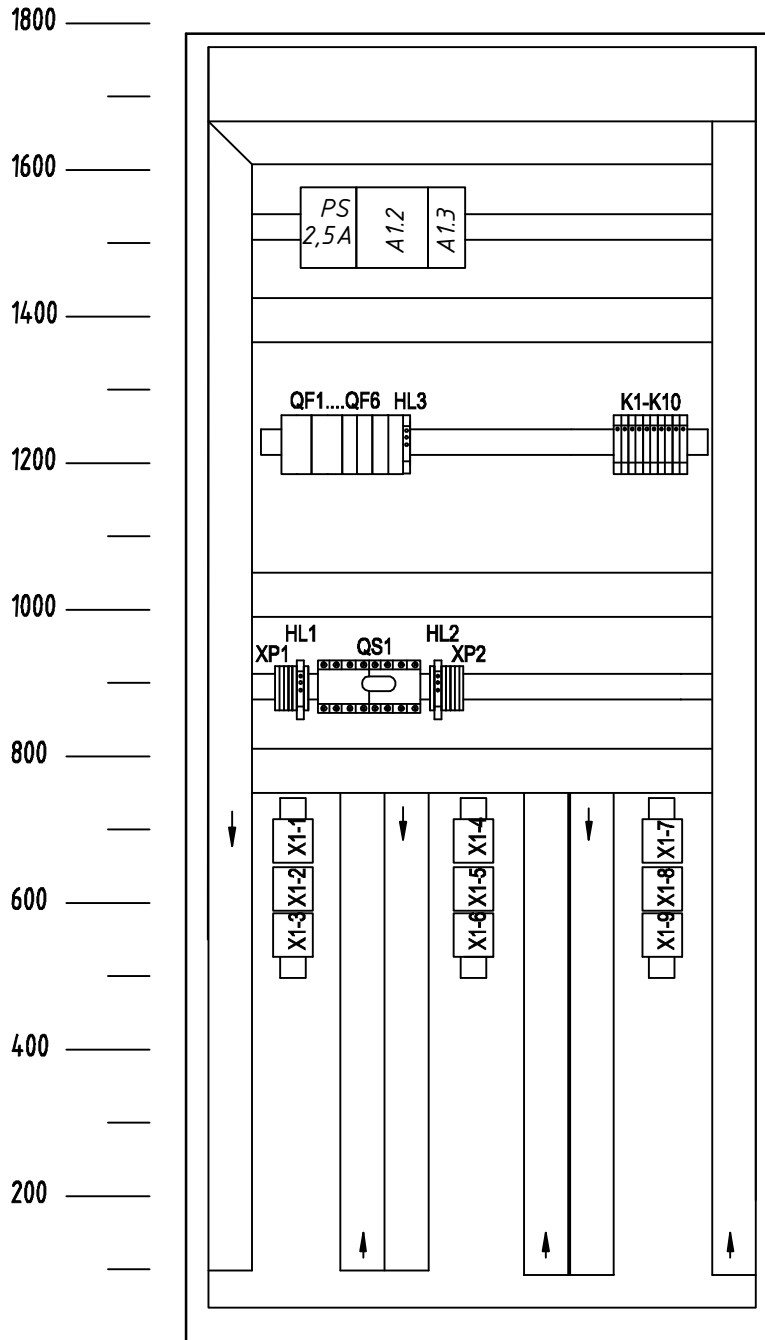 1800
1600
PS
2,5A
A1.2
A1.3
1400
QF1....QF6 HL3 K1-K10
1200
1000
HL1 QS1 HL2
XP1 XP2
800
X1-1 X1-4 X1-7
X1-2 X1-5 X1-8
600
X1-3 X1-6 X1-9
400
200